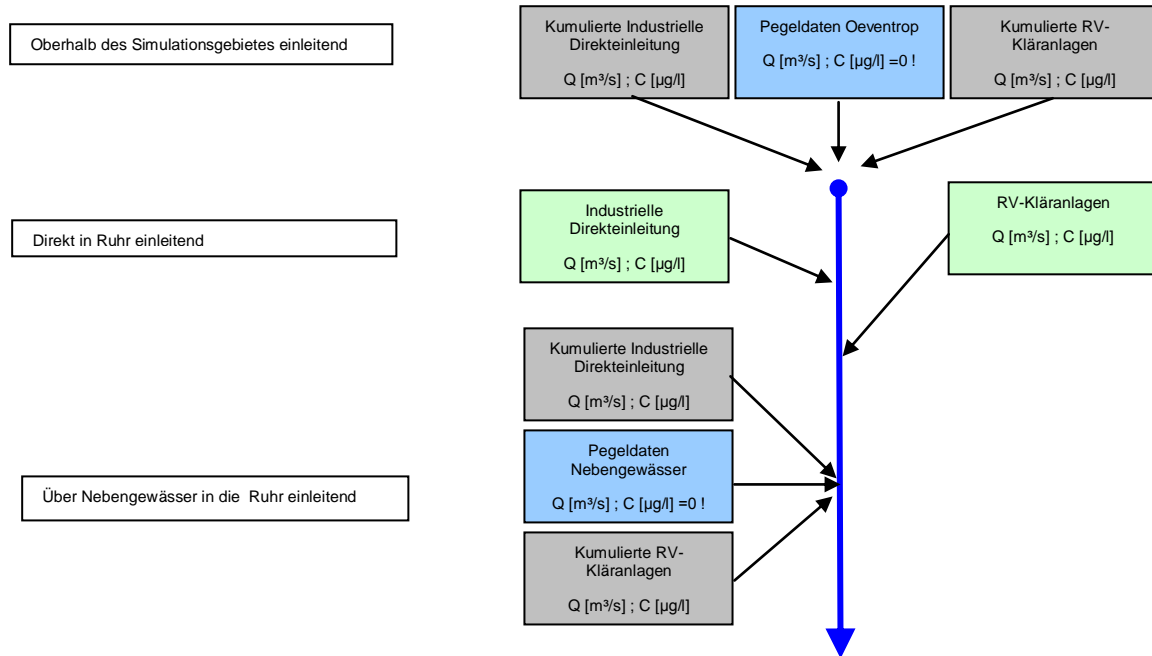 Oberhalb des Simulationsgebietes einleitend
Kumulierte Industrielle
Direkteinleitung
Q [m³/s] ; C [µg/l]
Pegeldaten Oeventrop
Q [m³/s] ; C [µg/l] =0 !
Kumulierte RV-
Kläranlagen
Q [m³/s] ; C [µg/l]
Direkt in Ruhr einleitend
Industrielle
Direkteinleitung
Q [m³/s] ; C [µg/l]
RV-Kläranlagen
Q [m³/s] ; C [µg/l]
Kumulierte Industrielle
Direkteinleitung
Q [m³/s] ; C [µg/l]
Über Nebengewässer in die  Ruhr einleitend
Pegeldaten
Nebengewässer
Q [m³/s] ; C [µg/l] =0 !
Kumulierte RV-
Kläranlagen
Q [m³/s] ; C [µg/l]